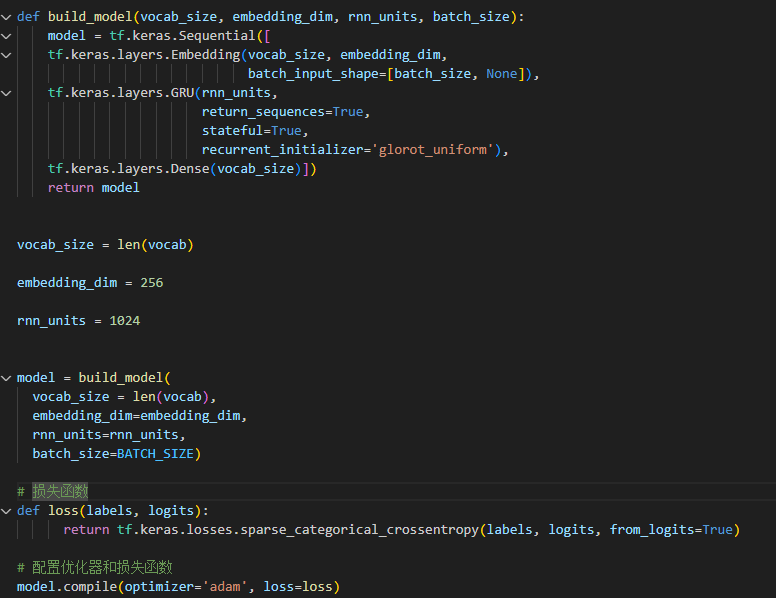 def build_model(vocab_size, embedding_dim, rnn_units, batch_size):
    model = tf.keras.Sequential([
    tf.keras.layers.Embedding(vocab_size, embedding_dim,
                              batch_input_shape=[batch_size, None]),
    tf.keras.layers.GRU(rnn_units,
                        return_sequences=True,
                        stateful=True,
                        recurrent_initializer='glorot_uniform'),
    tf.keras.layers.Dense(vocab_size)])
    return model
vocab_size = len(vocab)
embedding_dim = 256
rnn_units = 1024
model = build_model(
  vocab_size = len(vocab),
  embedding_dim=embedding_dim,
  rnn_units=rnn_units,
  batch_size=BATCH_SIZE)
# 损失函数
def loss(labels, logits):
      return tf.keras.losses.sparse_categorical_crossentropy(labels, logits, from_logits=True)
# 配置优化器和损失函数
model.compile(optimizer='adam', loss=loss)